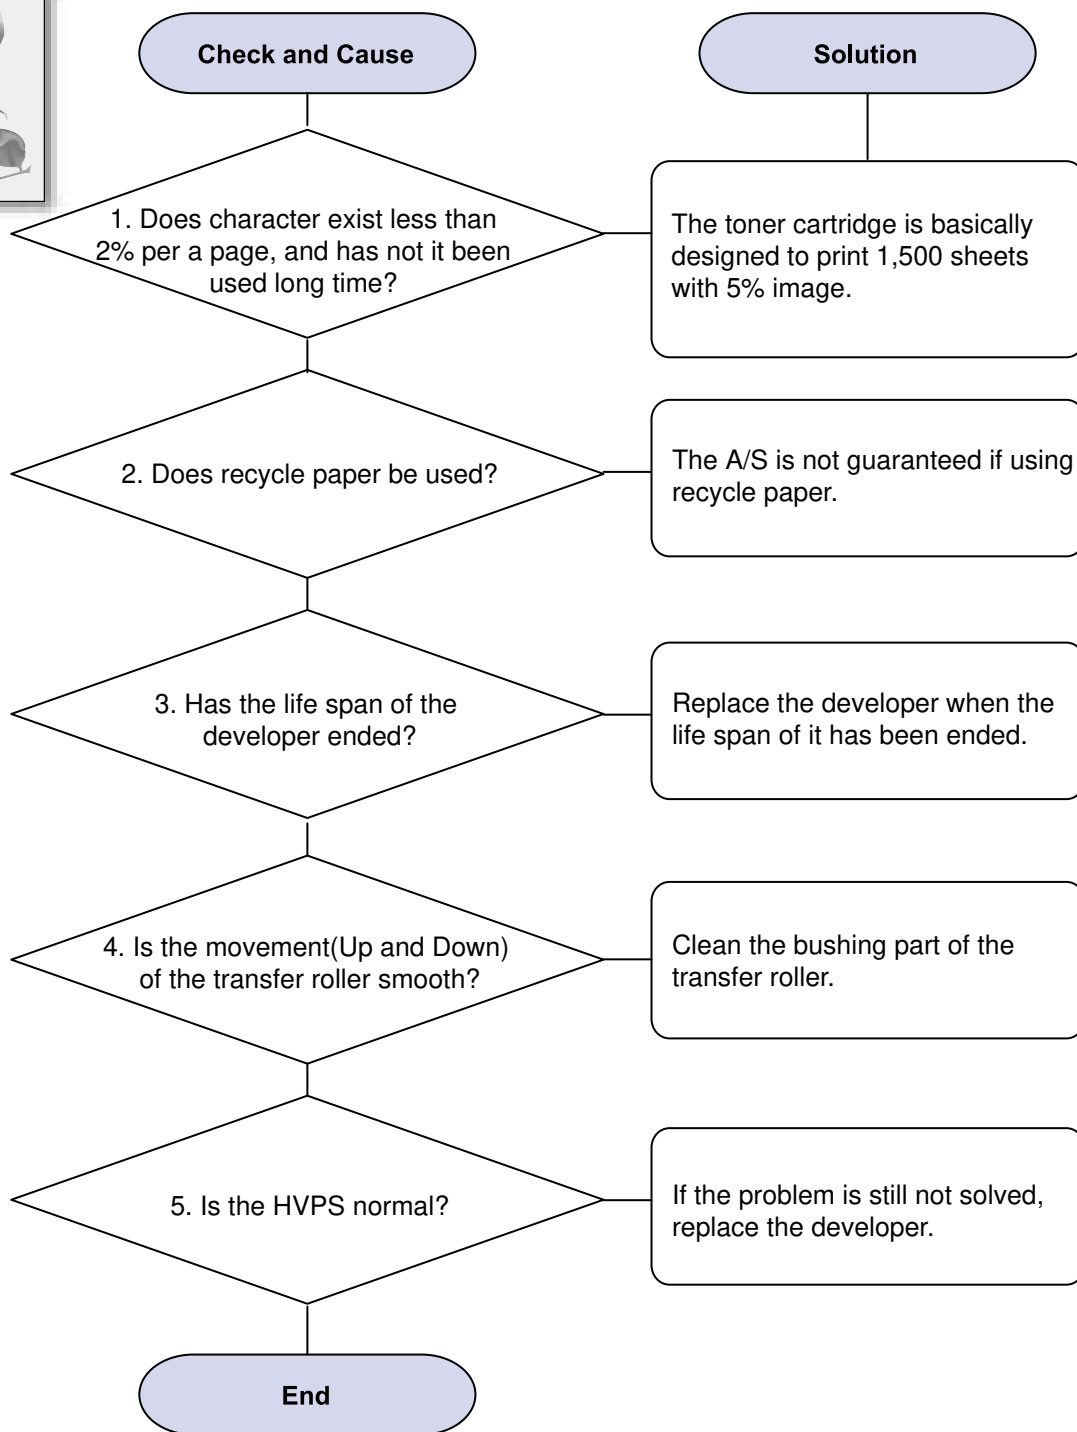 Check and Cause
Solution
1. Does character exist less than
2% per a page, and has not it been
used long time?
The toner cartridge is basically
designed to print 1,500 sheets
with 5% image.
2. Does recycle paper be used?
The A/S is not guaranteed if using
recycle paper.
3. Has the life span of the
developer ended?
Replace the developer when the
life span of it has been ended.
4. Is the movement(Up and Down)
of the transfer roller smooth?
Clean the bushing part of the
transfer roller.
5. Is the HVPS normal?
If the problem is still not solved,
replace the developer.
End